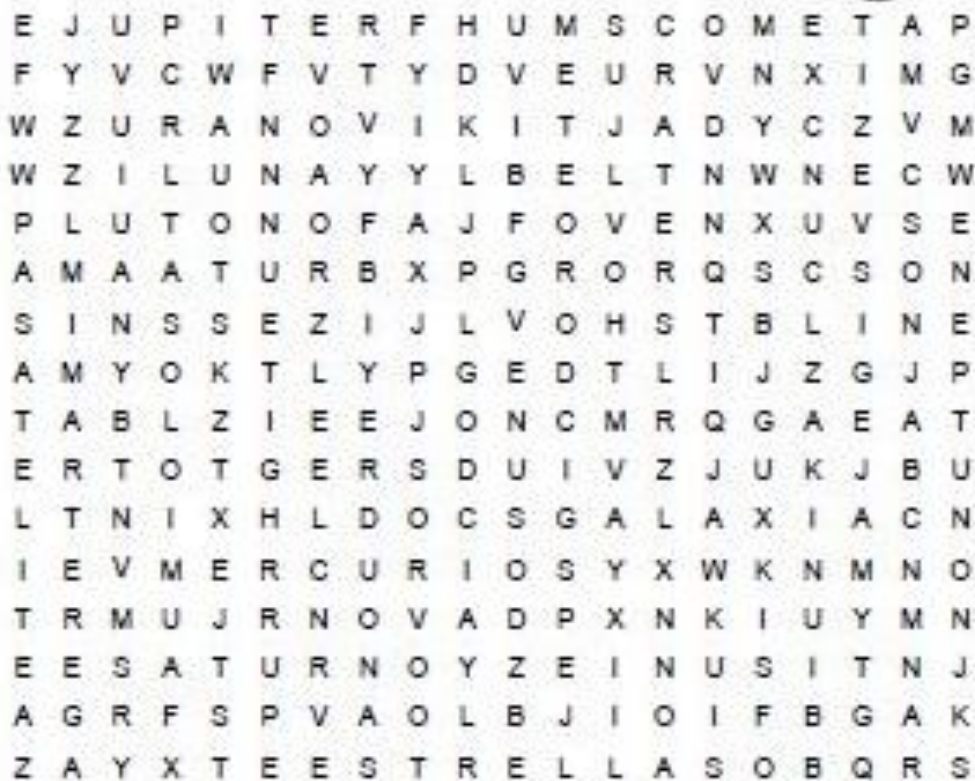 E J U P I T E R F H U M S C O M E T A P
F Y V C W F V T Y D V E U R V N X I M G
W Z U R A N O V I K I T J A D Y C Z V M
W Z I L U N A Y Y L B E L T N W N E C W
P L U T O N O F A J F O V E N X U V S E
A M A A T U R B X P G R O R Q S C S O N
S I N S S E Z I J L V O H S T B L I N E
A M Y O K T L Y P G E D T L I J Z G J P
T A B L Z I E E J O N C M R Q G A E A T
E R T O T G E R S D U I V Z J U K J B U
L T N I X H L D O C S G A L A X I A C N
I E V M E R C U R I O S Y X W K N M N O
T R M U J R N O V A D P X N K I U Y M N
E E S A T U R N O Y Z E I N U S I T N J
A G R F S P V A O L B J I O I F B G A K
Z A Y X T E E S T R E L L A S O B Q R S